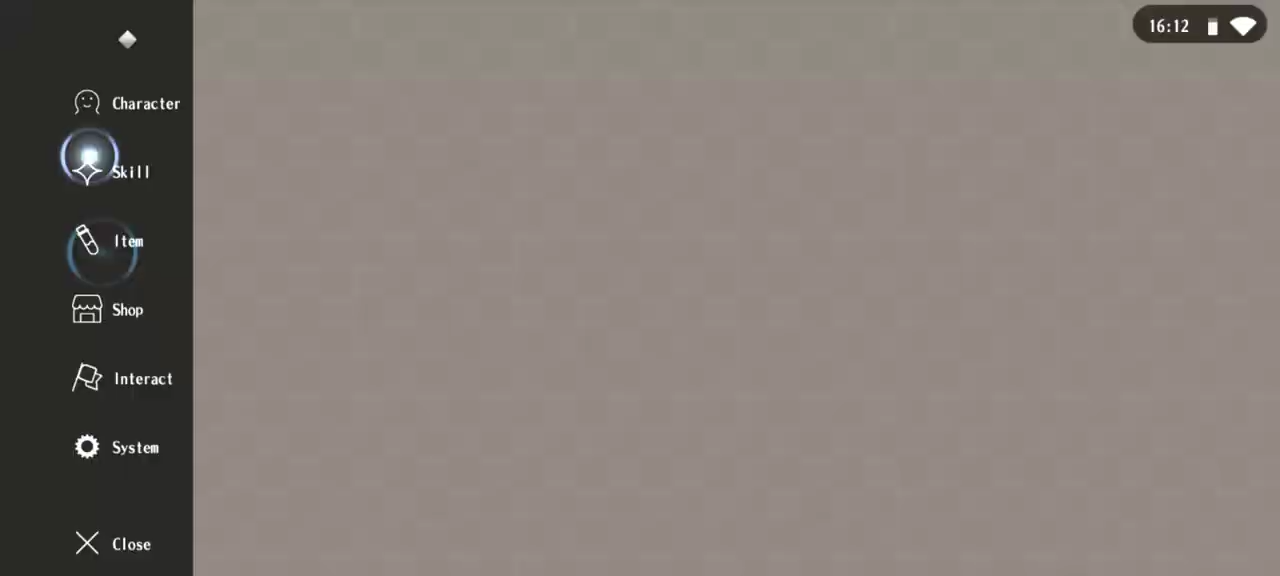 16:12
Character
Skill
Item
Shop
Interact
System
Close